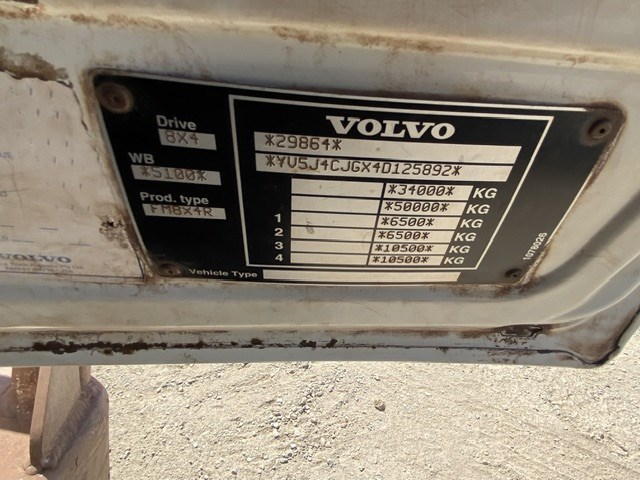 Drive
8X4
WB
*5100*
Prod. type
FM8X4R
VOLVO
*29864*
*YV5J4CJGX4D125892*
*34000* KG
*50000* KG
1 *6500* KG
2 *6500* KG
3 *10500* KG
4 *10500* KG
Vehicle Type
1078026
VOLVO